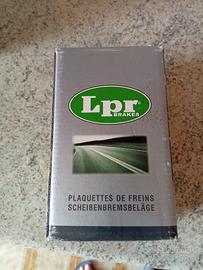 Lpr
BRAKES
PLAQUETTES DE FREINS
SCHEIBENBREMSBELÄGE